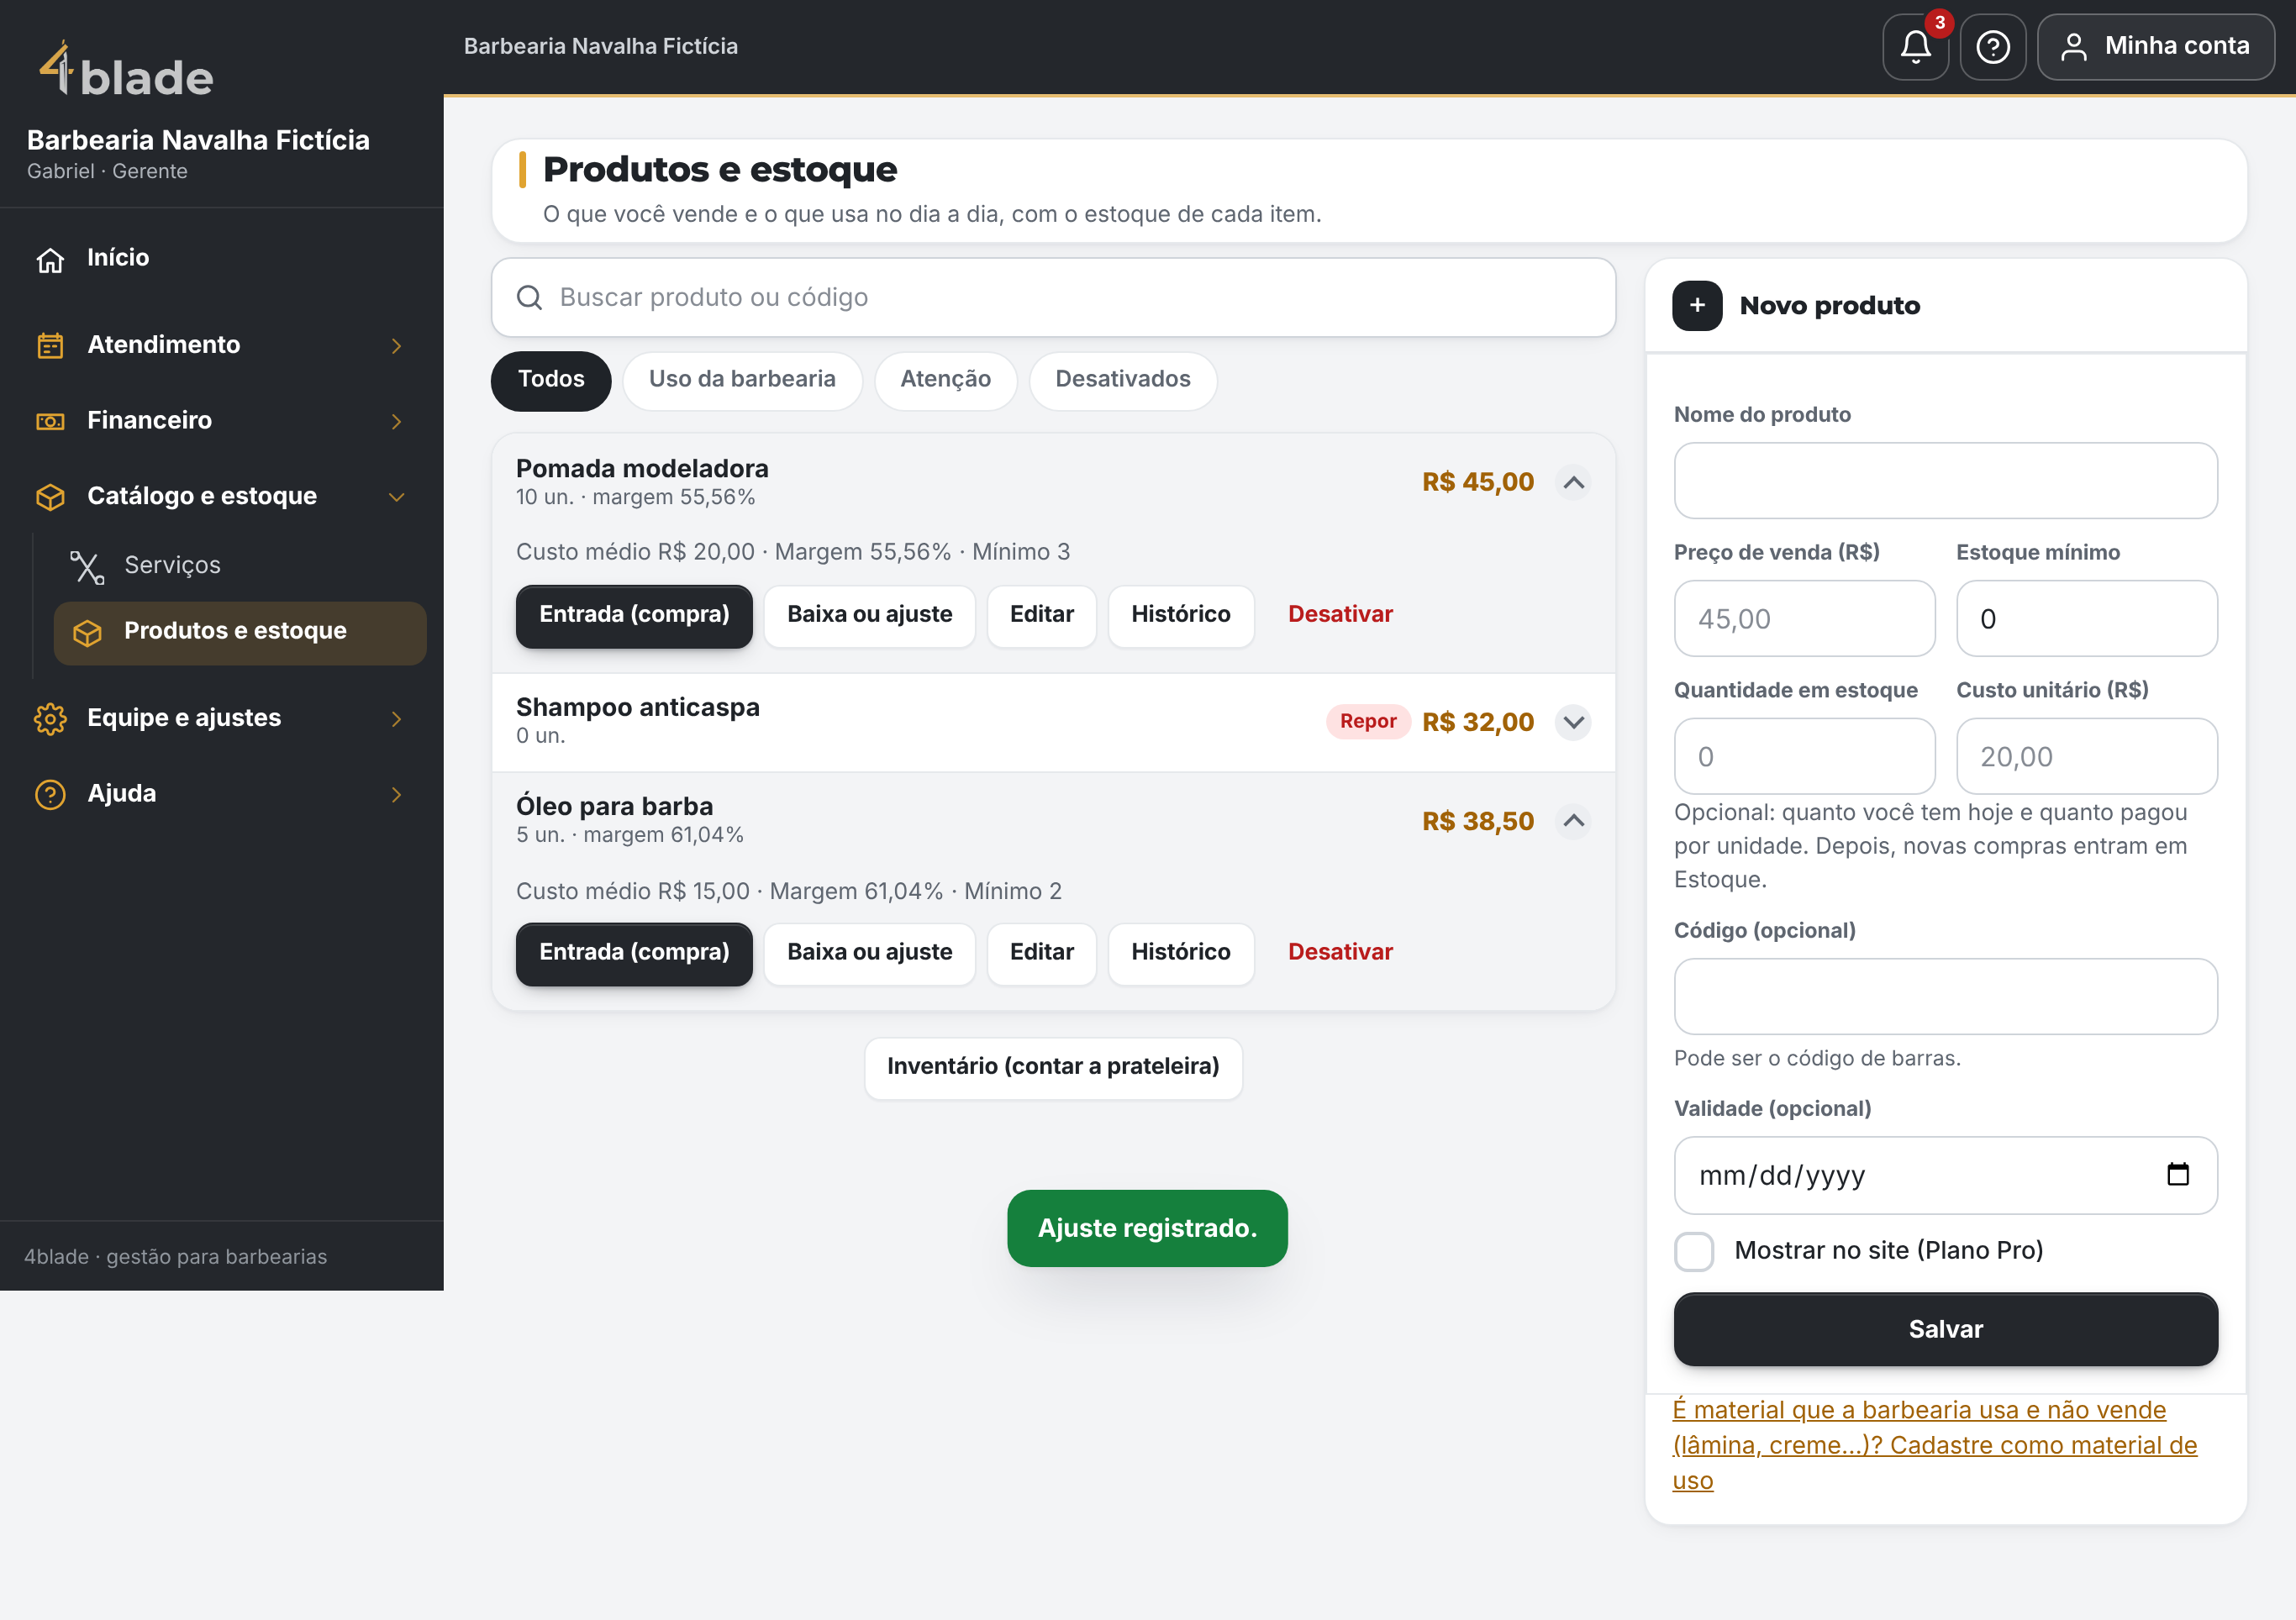 4blade
Barbearia Navalha Fictícia
Gabriel · Gerente
Início
Atendimento
Financeiro
Catálogo e estoque
Serviços
Produtos e estoque
Equipe e ajustes
Ajuda
4blade · gestão para barbearias
Barbearia Navalha Fictícia
3
Minha conta
Produtos e estoque
O que você vende e o que usa no dia a dia, com o estoque de cada item.
Buscar produto ou código
Todos
Uso da barbearia
Atenção
Desativados
Pomada modeladora
R$ 45,00
10 un. · margem 55,56%
Custo médio R$ 20,00 · Margem 55,56% · Mínimo 3
Entrada (compra)
Baixa ou ajuste
Editar
Histórico
Desativar
Shampoo anticaspa
Repor
R$ 32,00
0 un.
Óleo para barba
R$ 38,50
5 un. · margem 61,04%
Custo médio R$ 15,00 · Margem 61,04% · Mínimo 2
Entrada (compra)
Baixa ou ajuste
Editar
Histórico
Desativar
Inventário (contar a prateleira)
Ajuste registrado.
+
Novo produto
Nome do produto
Preço de venda (R$)
Estoque mínimo
45,00
0
Quantidade em estoque
Custo unitário (R$)
0
20,00
Opcional: quanto você tem hoje e quanto pagou
por unidade. Depois, novas compras entram em
Estoque.
Código (opcional)
Pode ser o código de barras.
Validade (opcional)
mm/dd/yyyy
Mostrar no site (Plano Pro)
Salvar
É material que a barbearia usa e não vende
(lâmina, creme...)? Cadastre como material de
uso